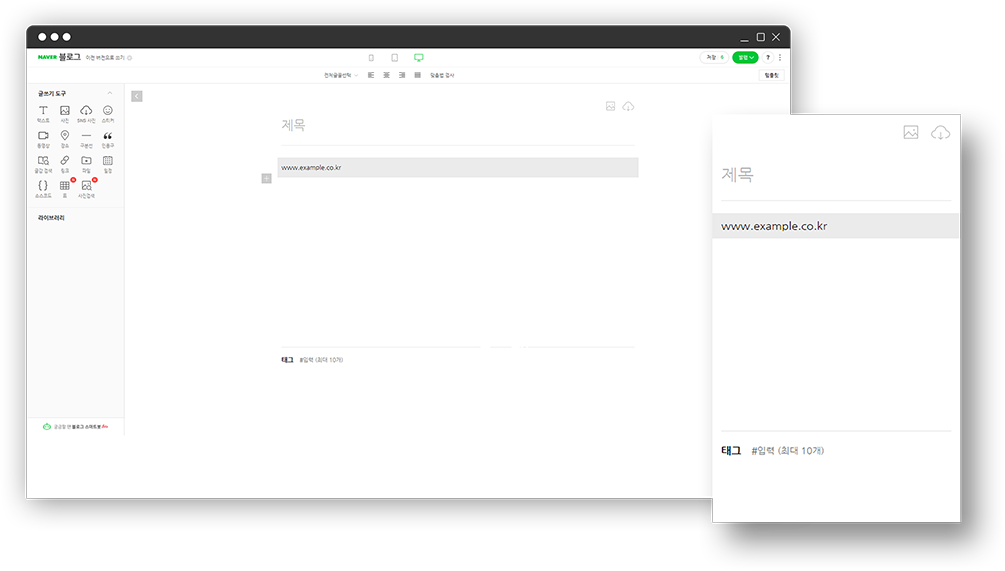 NAVER 블로그 이전 버전으로 쓰기
저장 6 발행 ?
전체글꼴선택 맞춤법 검사
템플릿
글쓰기 도구
텍스트 사진 SNS 사진 스티커
동영상 장소 구분선 인용구
글감 검색 링크 파일 일정
소스코드 표 사진검색
라이브러리
제목
www.example.co.kr
태그 #입력 (최대 10개)
제목
www.example.co.kr
태그 #입력 (최대 10개)